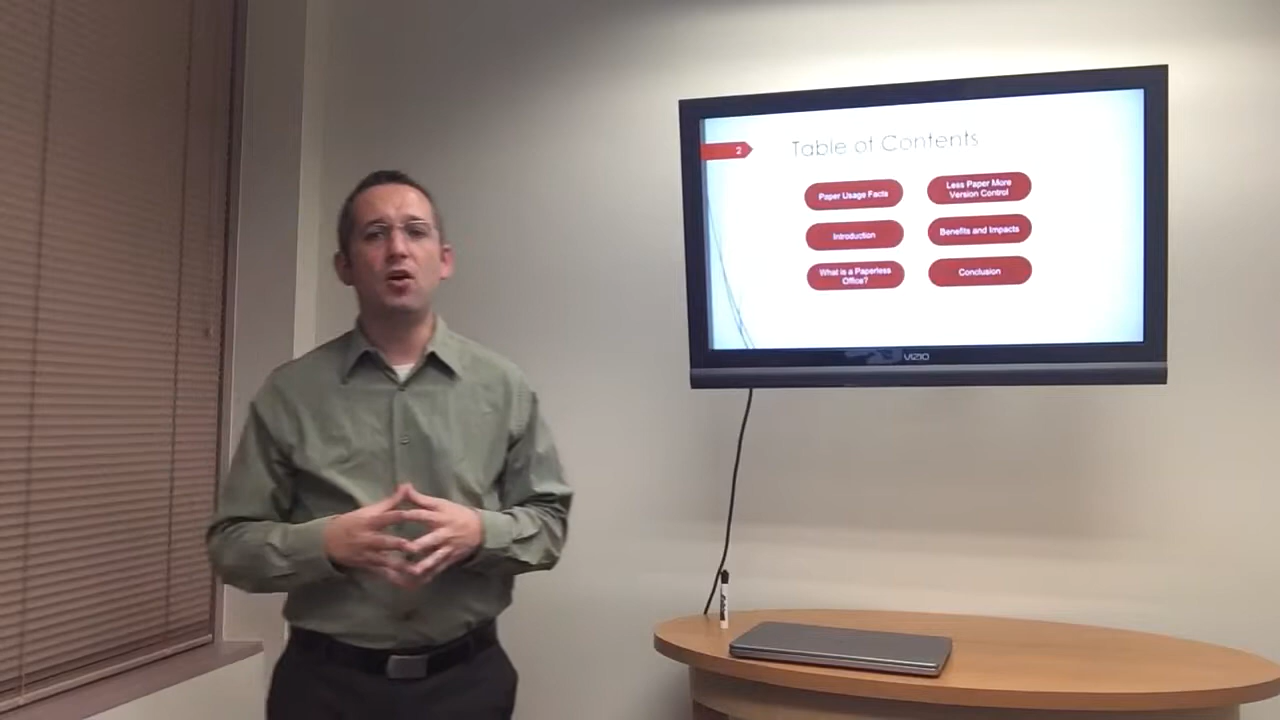 2
Table of Contents
Paper Usage Facts
Less Paper More
Version Control
Introduction
Benefits and Impacts
What is a Paperless
Office?
Conclusion
VIZIO